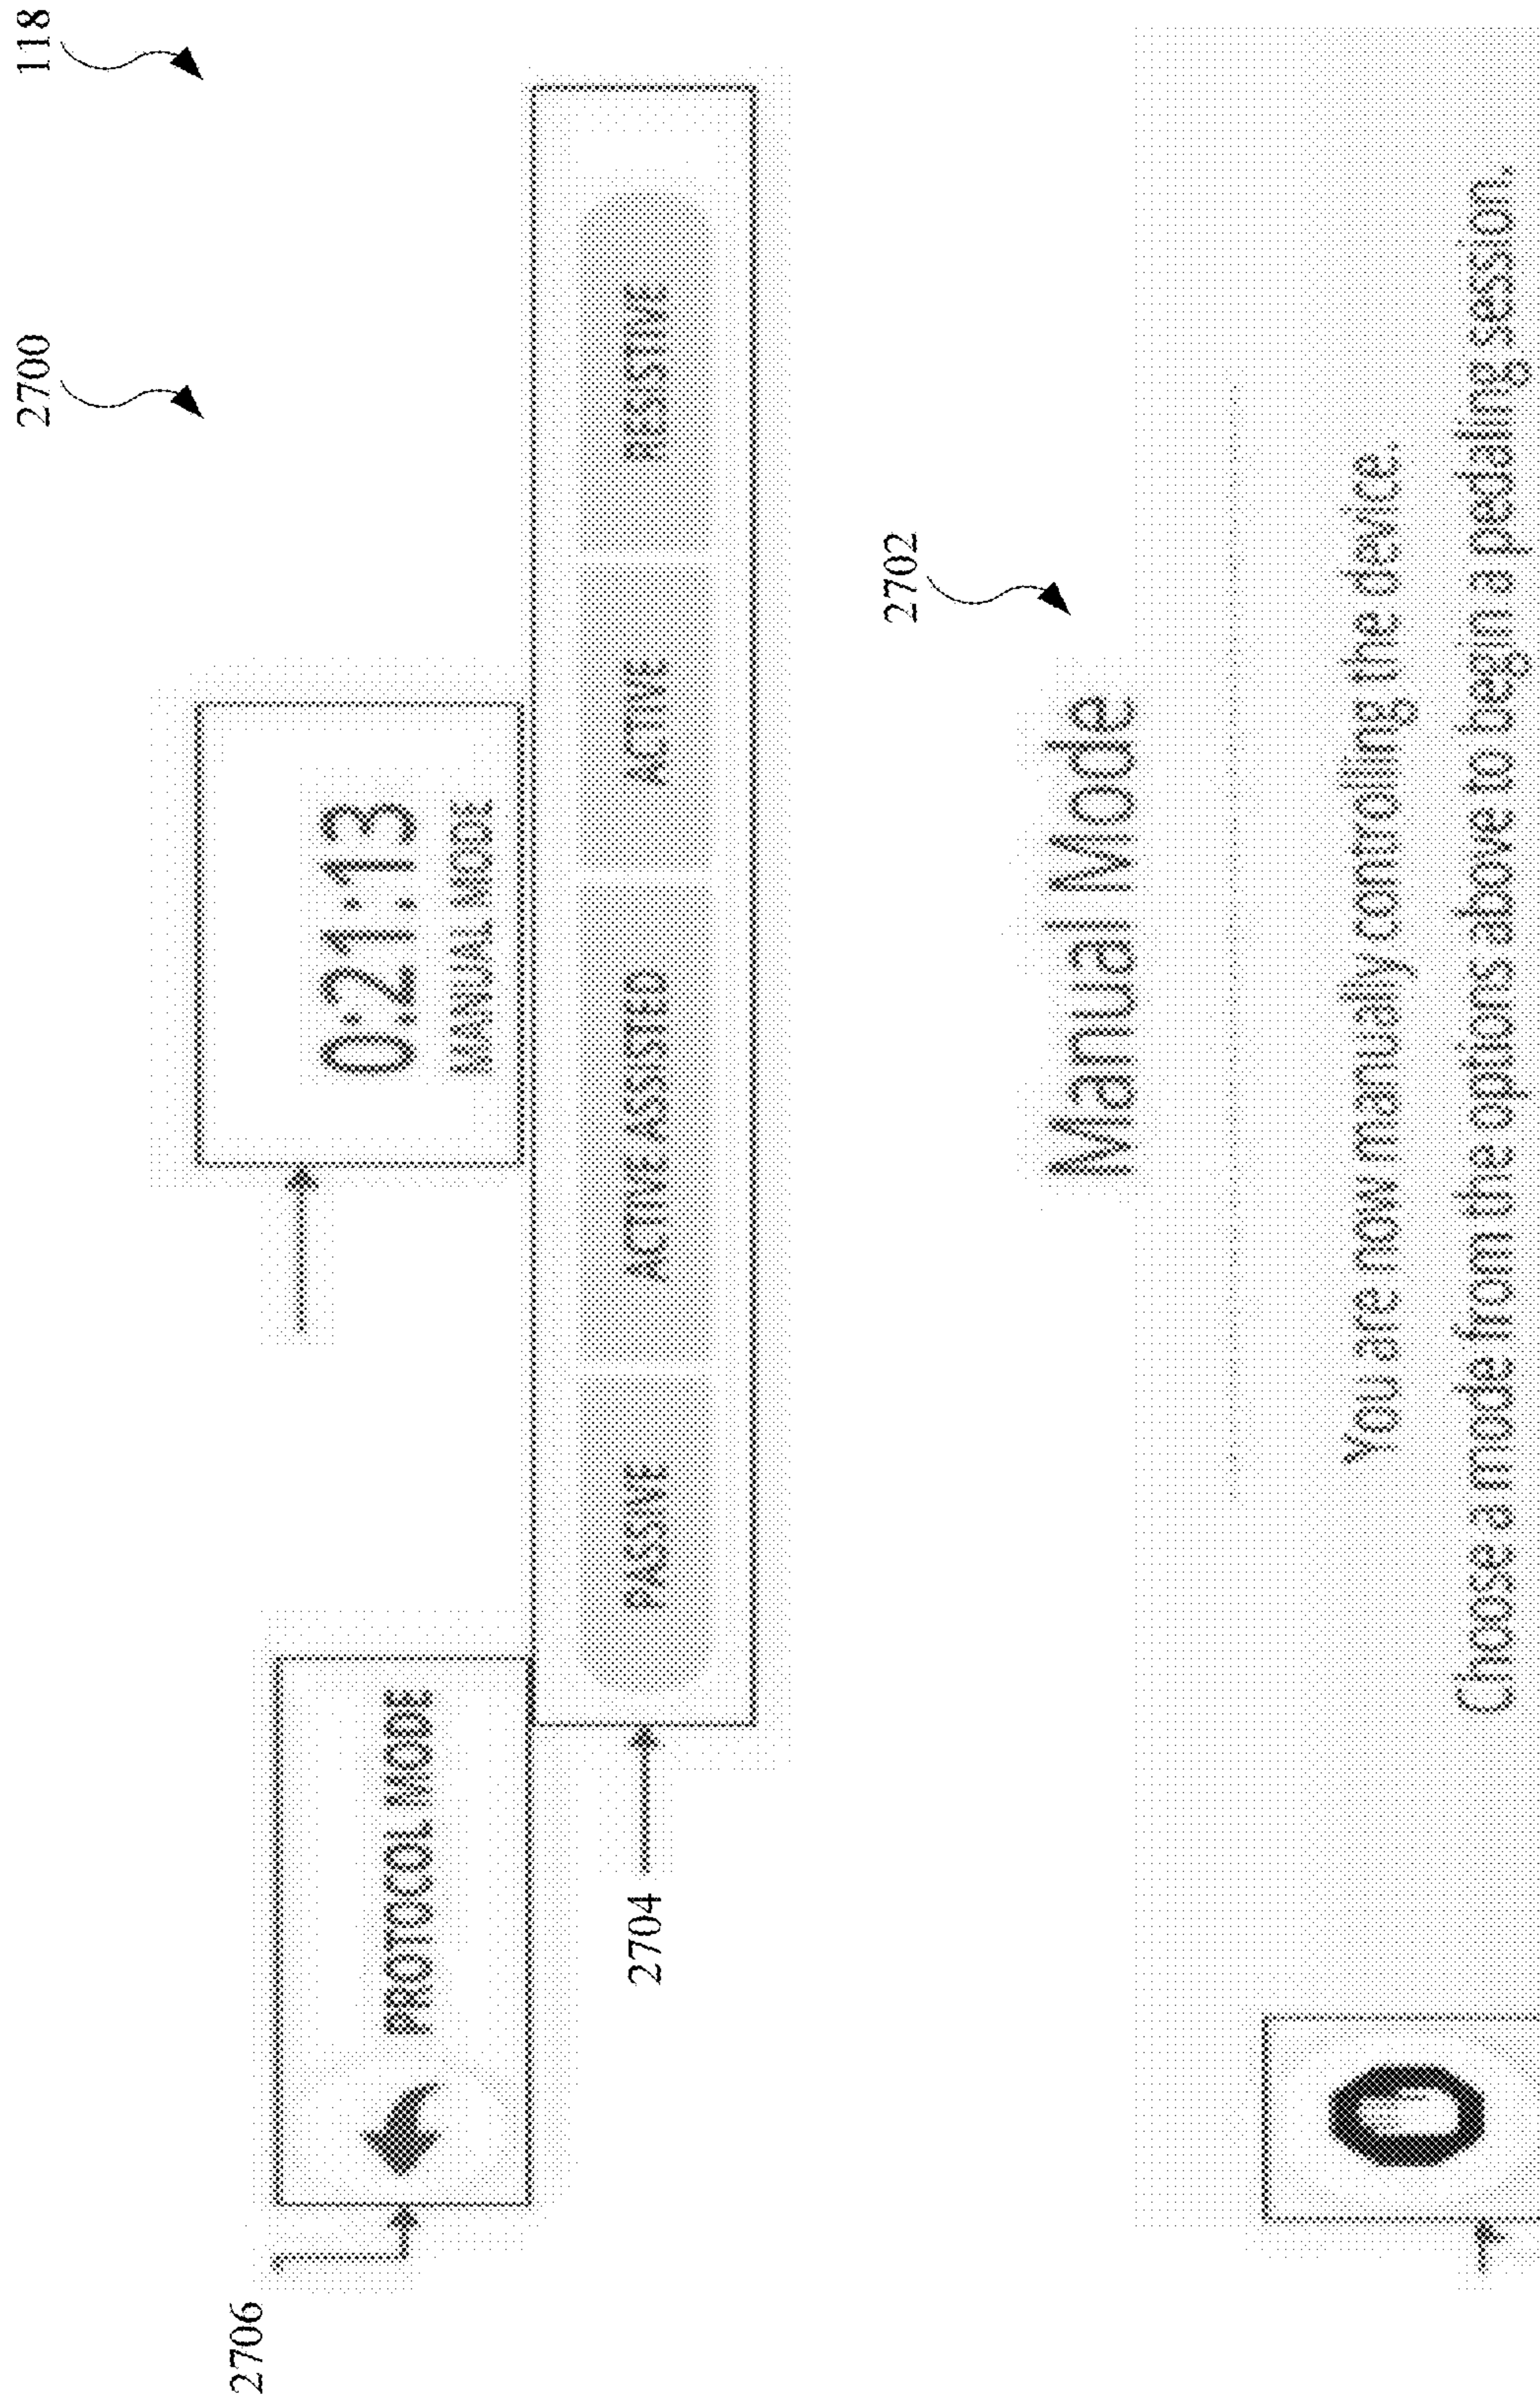 118
2700
2706
PROTOCOL MODE
0:21:13
MANUAL MODE
2704
PASSIVE
ACTIVE ASSISTED
ACTIVE
RESISTIVE
2702
Manual Mode
You are now manually controlling the device.
Choose a mode from the options above to begin a pedaling session.
0